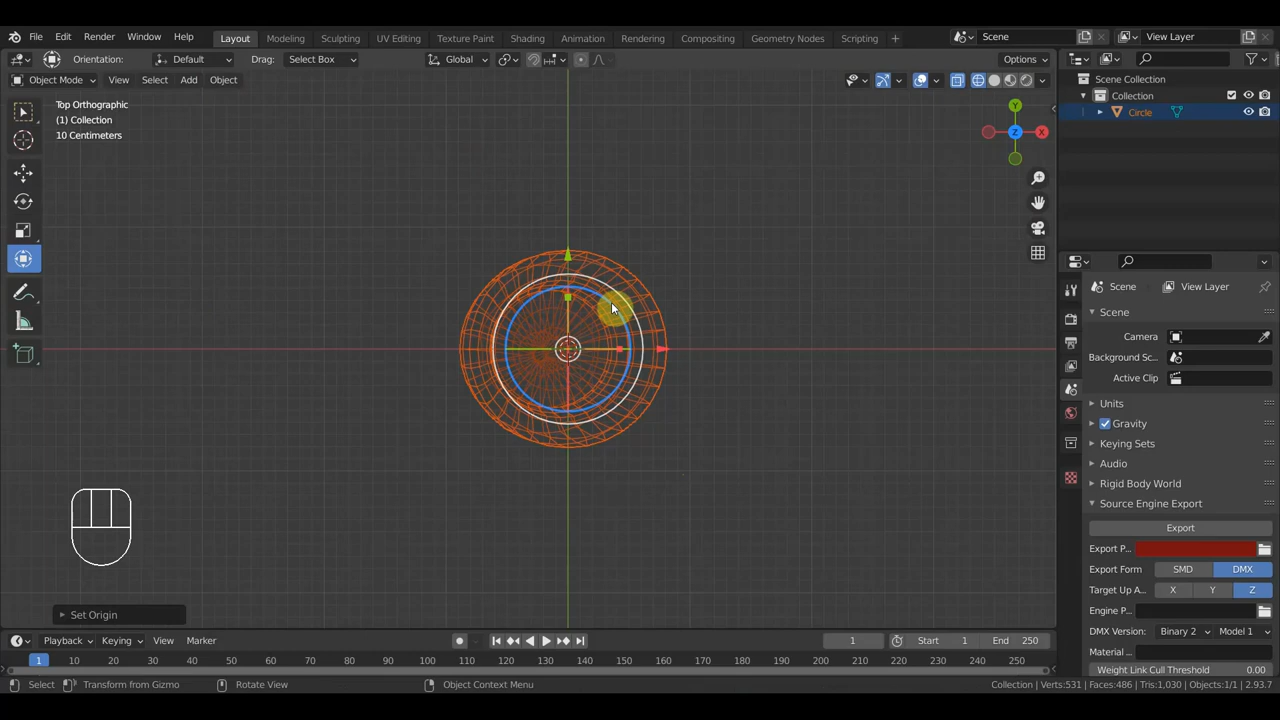 File Edit Render Window Help Layout Modeling Sculpting UV Editing Texture Paint Shading Animation Rendering Compositing Geometry Nodes Scripting + Scene View Layer
Orientation: Default Drag: Select Box Global Options
Object Mode View Select Add Object
Scene Collection
Collection
Circle
Top Orthographic
(1) Collection
10 Centimeters
Y
X
Z
Scene View Layer
Scene
Camera
Background Sc...
Active Clip
Units
Gravity
Keying Sets
Audio
Rigid Body World
Source Engine Export
Export
Export P...
Export Form SMD DMX
Target Up A... X Y Z
Engine P...
DMX Version: Binary 2 Model 1
Material ...
Weight Link Cull Threshold 0.00
Set Origin
Playback Keying View Marker 1 Start 1 End 250
1 10 20 30 40 50 60 70 80 90 100 110 120 130 140 150 160 170 180 190 200 210 220 230 240 250
Select Transform from Gizmo Rotate View Object Context Menu Collection | Verts:531 | Faces:486 | Tris:1,030 | Objects:1/1 | 2.93.7